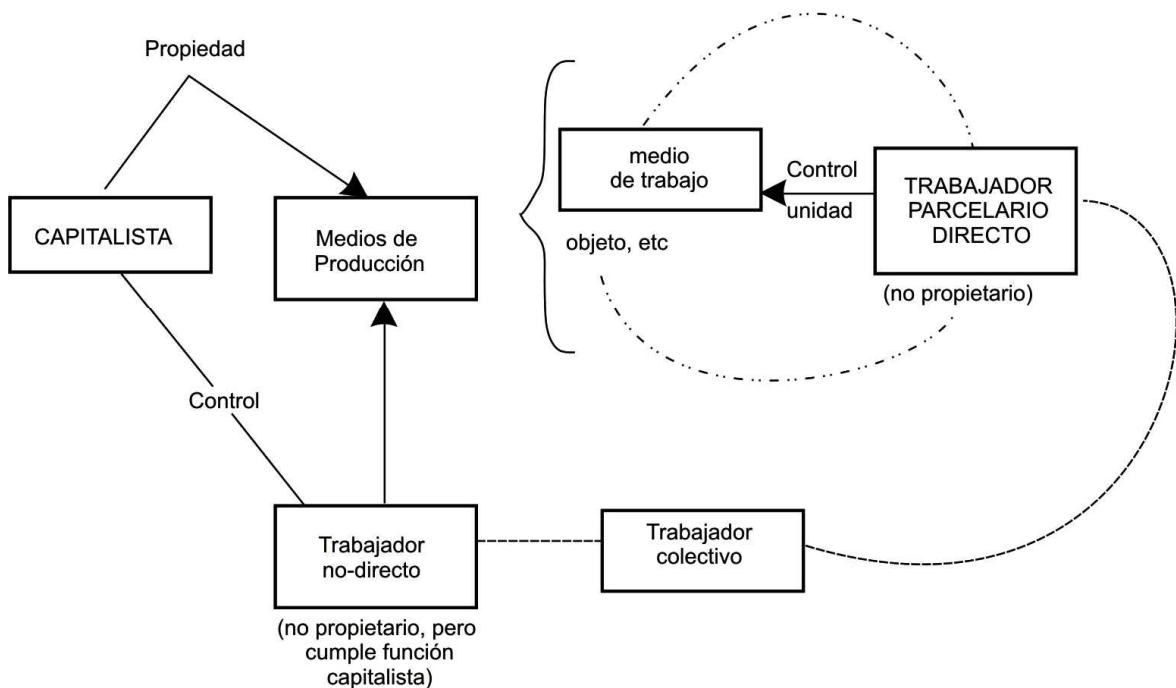 Propiedad
CAPITALISTA
Medios de
Producción
medio
de trabajo
objeto, etc
Control
unidad
TRABAJADOR
PARCELARIO
DIRECTO
(no propietario)
Control
Trabajador
no-directo
(no propietario, pero
cumple función
capitalista)
Trabajador
colectivo